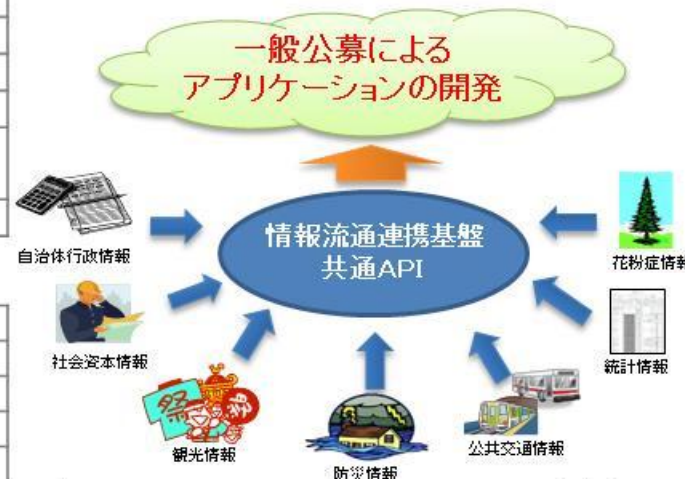 一般公募による
アプリケーションの開発
情報流通連携基盤
共通API
自治体行政情報
花粉症情報
社会資本情報
統計情報
祭
観光情報
防災情報
公共交通情報